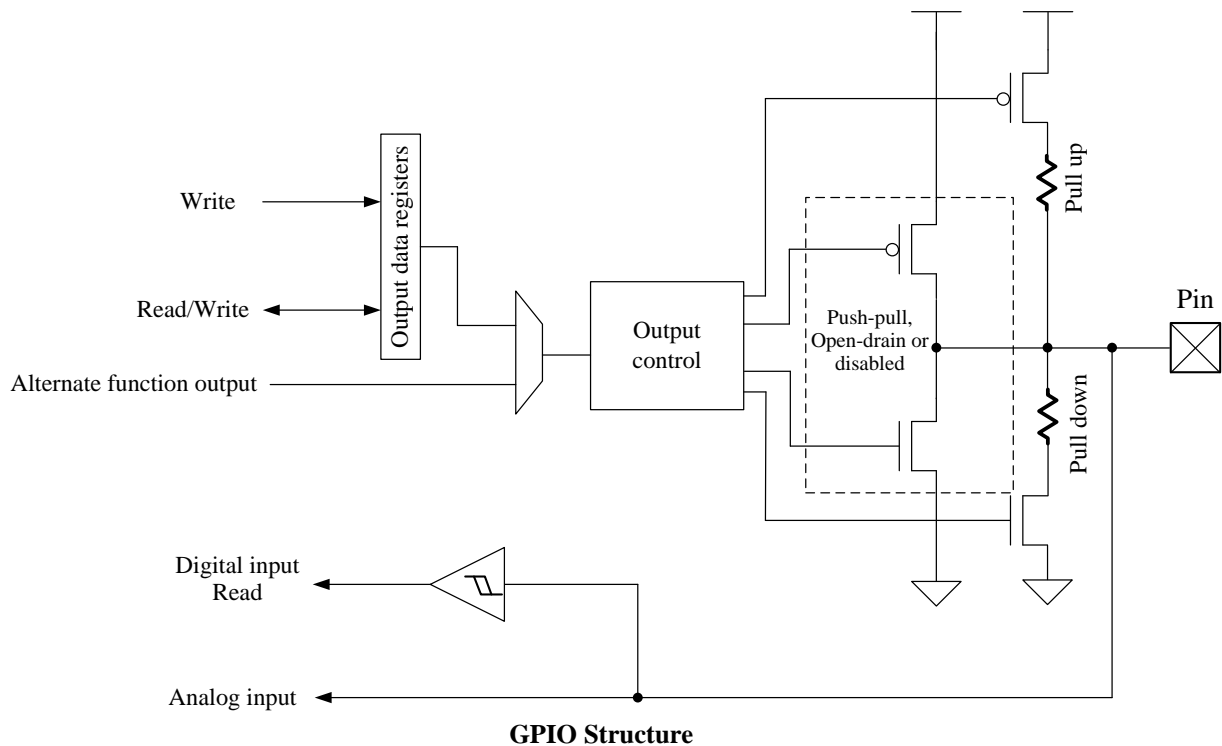 Write
Output data registers
Pull up
Read/Write
Output
control
Push-pull,
Open-drain or
disabled
Pin
Alternate function output
Pull down
Digital input
Read
Analog input
GPIO Structure